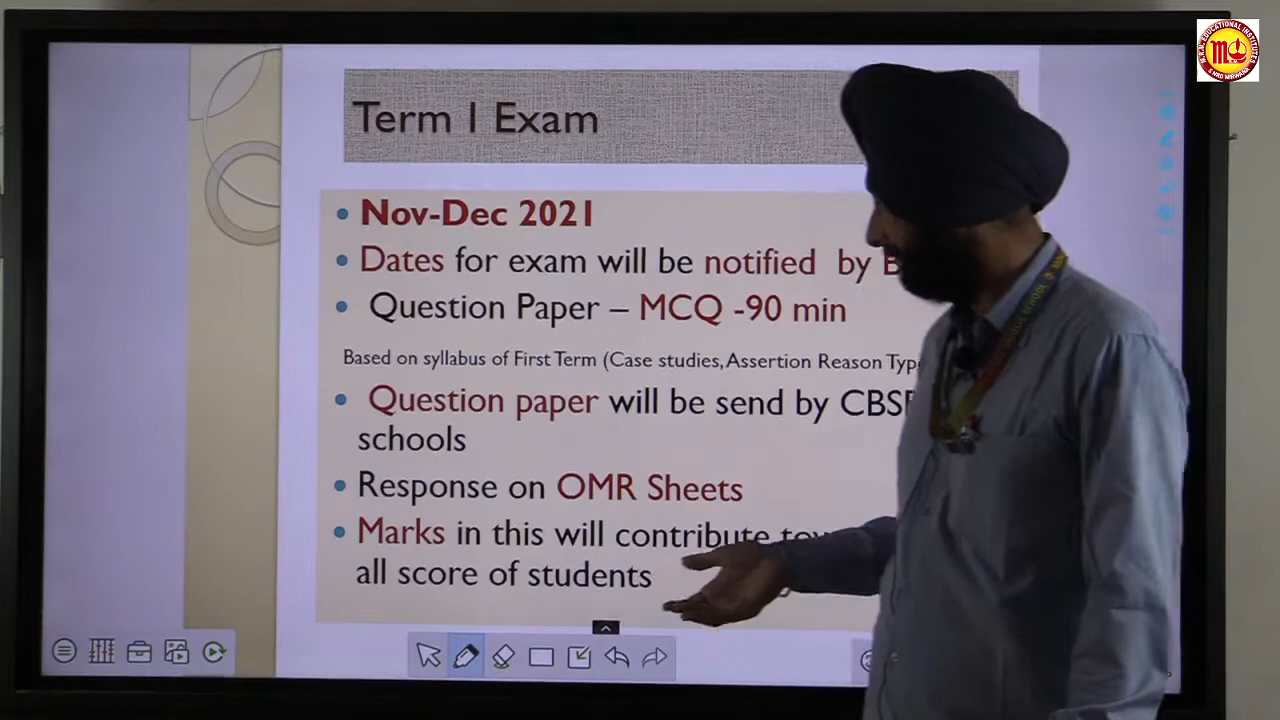 Term 1 Exam
Nov-Dec 2021
Dates for exam will be notified by
Question Paper – MCQ -90 min
Based on syllabus of First Term (Case studies, Assertion Reason
Question paper will be send by
schools
Response on OMR Sheets
Marks in this will contribute
all score of students